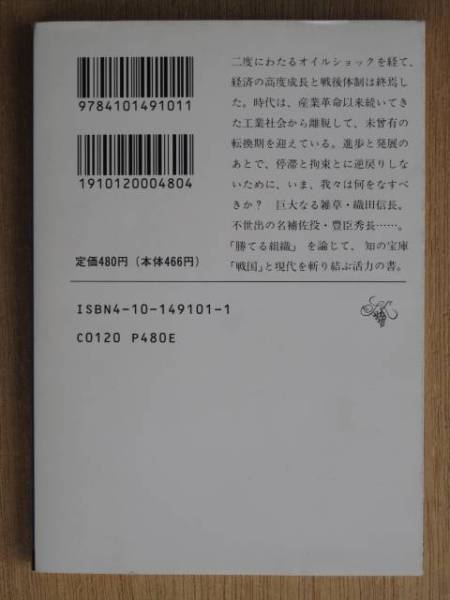 二度にわたるオイルショックを経て、
経済の高度成長と戦後体制は終焉し
た。時代は、産業革命以来続いてき
た工業社会から離脱して、未曾有の
転換期を迎えている。進歩と発展の
あとで、停滞と拘束とに逆戻りしな
いために、いま、我々は何をなすべ
きか？　巨大なる雑草・織田信長。
不世出の名補佐役・豊臣秀長……。
「勝てる組織」を論じて、知の宝庫
「戦国」と現代を斬り結ぶ活力の書。
9784101491011
1910120004804
定価480円（本体466円）
ISBN4-10-149101-1
C0120 P480E